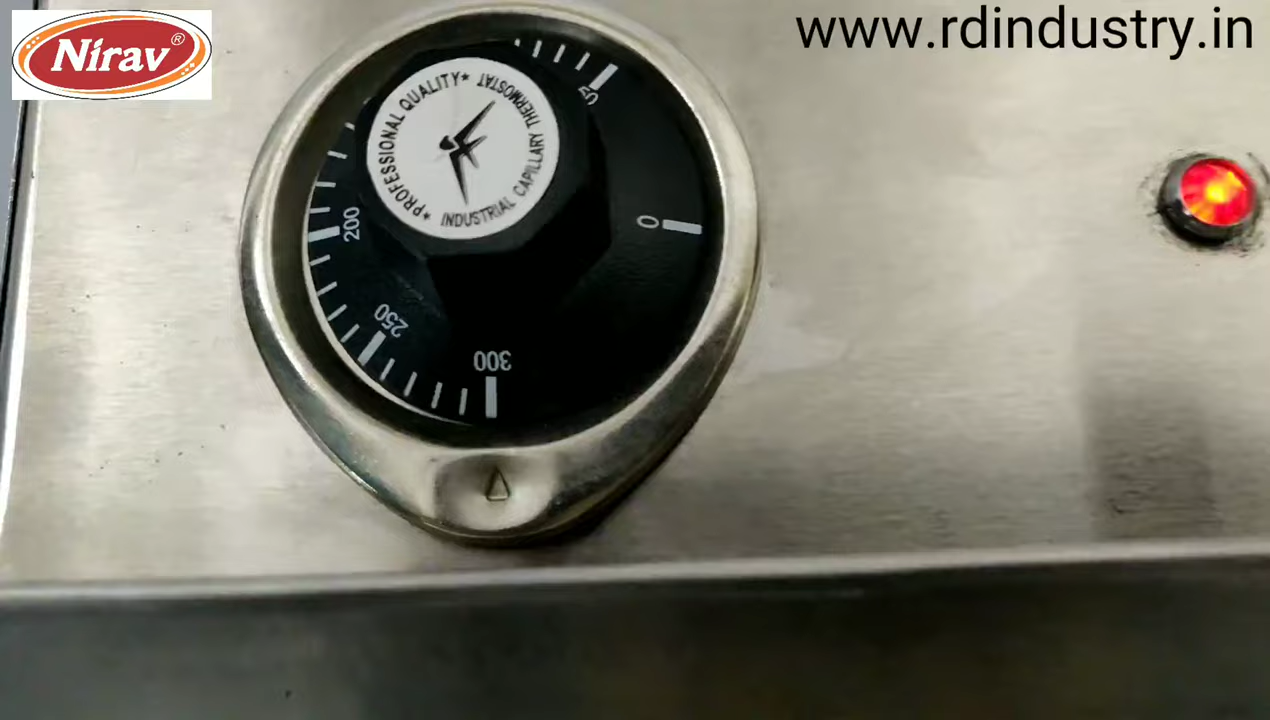 Nirav®
www.rdindustry.in
*PROFESSIONAL QUALITY*
INDUSTRIAL CAPILLARY THERMOSTAT
0
50
200
250
300